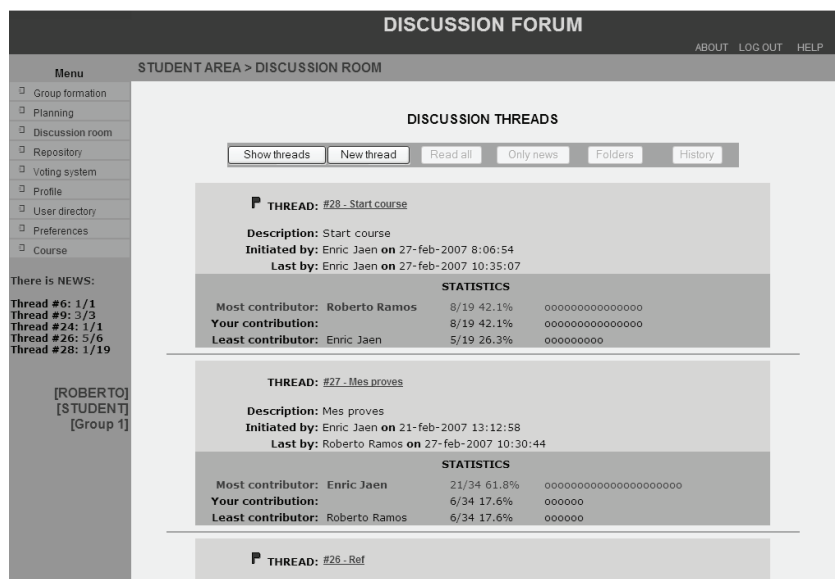 DISCUSSION FORUM
ABOUT LOG OUT HELP
Menu
Group formation
Planning
Discussion room
Repository
Voting system
Profile
User directory
Preferences
Course
There is NEWS:
Thread #6: 1/1
Thread #9: 3/3
Thread #24: 1/1
Thread #26: 5/6
Thread #28: 1/19
[ROBERTO]
[STUDENT]
[Group 1]
STUDENT AREA > DISCUSSION ROOM
DISCUSSION THREADS
Show threads New thread Read all Only news Folders History
THREAD: #28 - Start course
Description: Start course
Initiated by: Enric Jaen on 27-feb-2007 8:06:54
Last by: Enric Jaen on 27-feb-2007 10:35:07
STATISTICS
Most contributor: Roberto Ramos 8/19 42.1% ooooooooooooooo
Your contribution: 8/19 42.1% ooooooooooooooo
Least contributor: Enric Jaen 5/19 26.3% ooooooooo
THREAD: #27 - Mes proves
Description: Mes proves
Initiated by: Enric Jaen on 21-feb-2007 13:12:58
Last by: Roberto Ramos on 27-feb-2007 10:30:44
STATISTICS
Most contributor: Enric Jaen 21/34 61.8% ooooooooooooooooooooo
Your contribution: 6/34 17.6% oooooo
Least contributor: Roberto Ramos 6/34 17.6% oooooo
THREAD: #26 - Ref